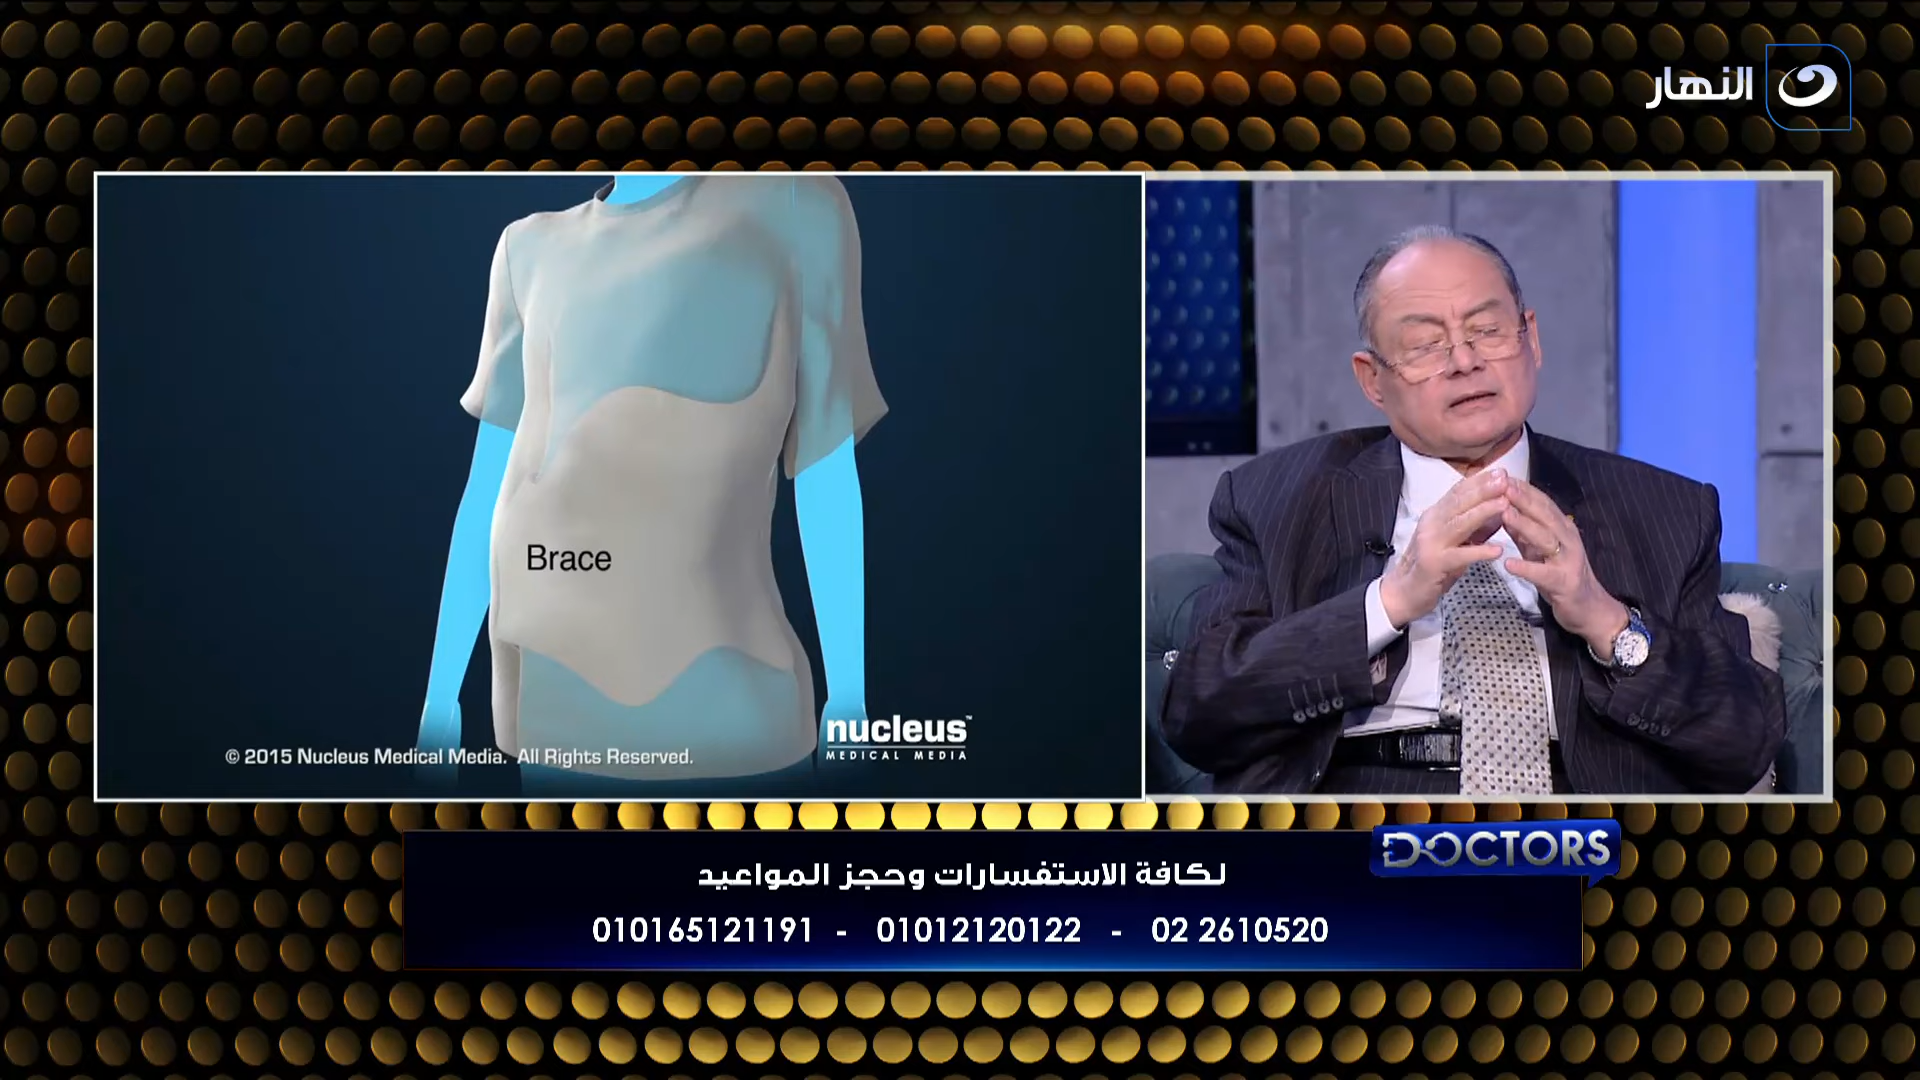 النهار
Brace
nucleus™
MEDICAL MEDIA
© 2015 Nucleus Medical Media. All Rights Reserved.
DOCTORS
لكافة الاستفسارات وحجز المواعيد
010165121191 - 01012120122 - 02 2610520